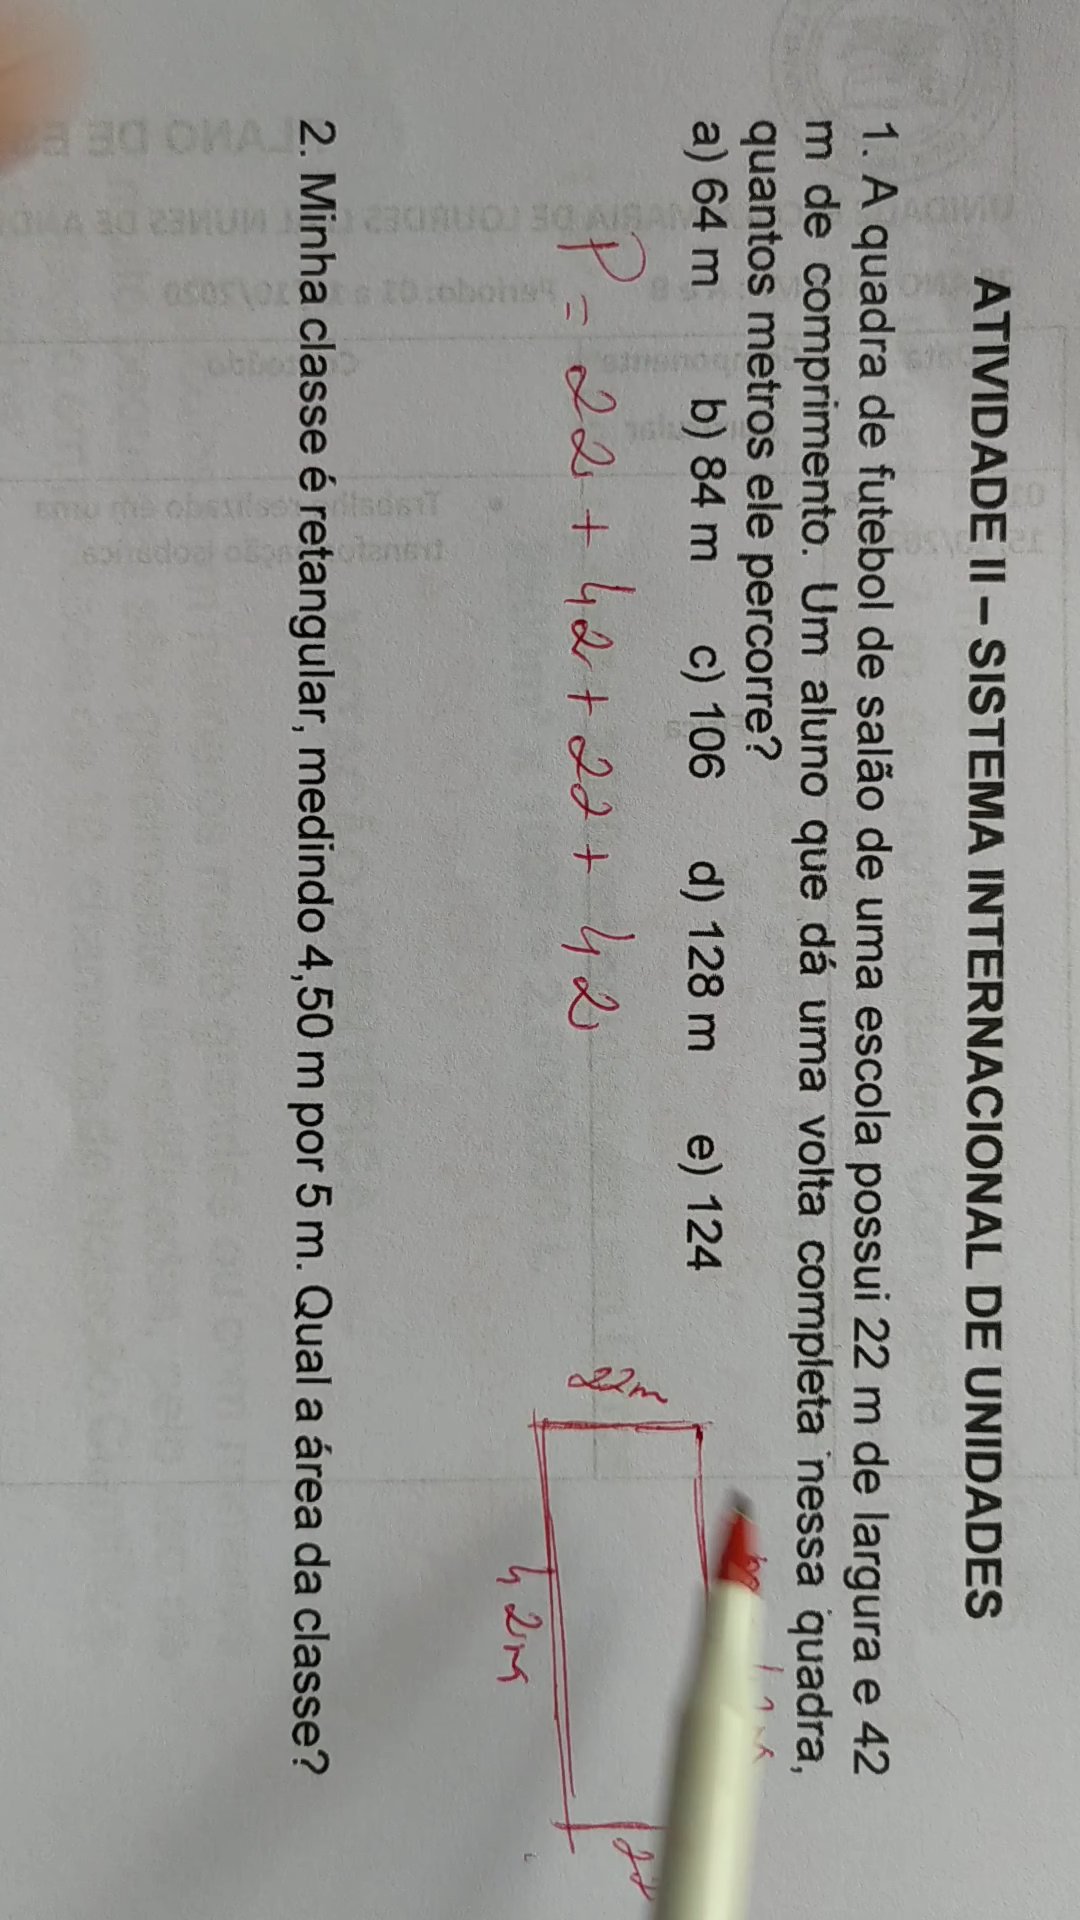 ATIVIDADE II – SISTEMA INTERNACIONAL DE UNIDADES
1. A quadra de futebol de salão de uma escola possui 22 m de largura e 42
m de comprimento. Um aluno que dá uma volta completa nessa quadra,
quantos metros ele percorre?
a) 64 m b) 84 m c) 106 d) 128 m e) 124
P = 22 + 42 + 22 + 42
22m
42m
22
2. Minha classe é retangular, medindo 4,50 m por 5 m. Qual a área da classe?